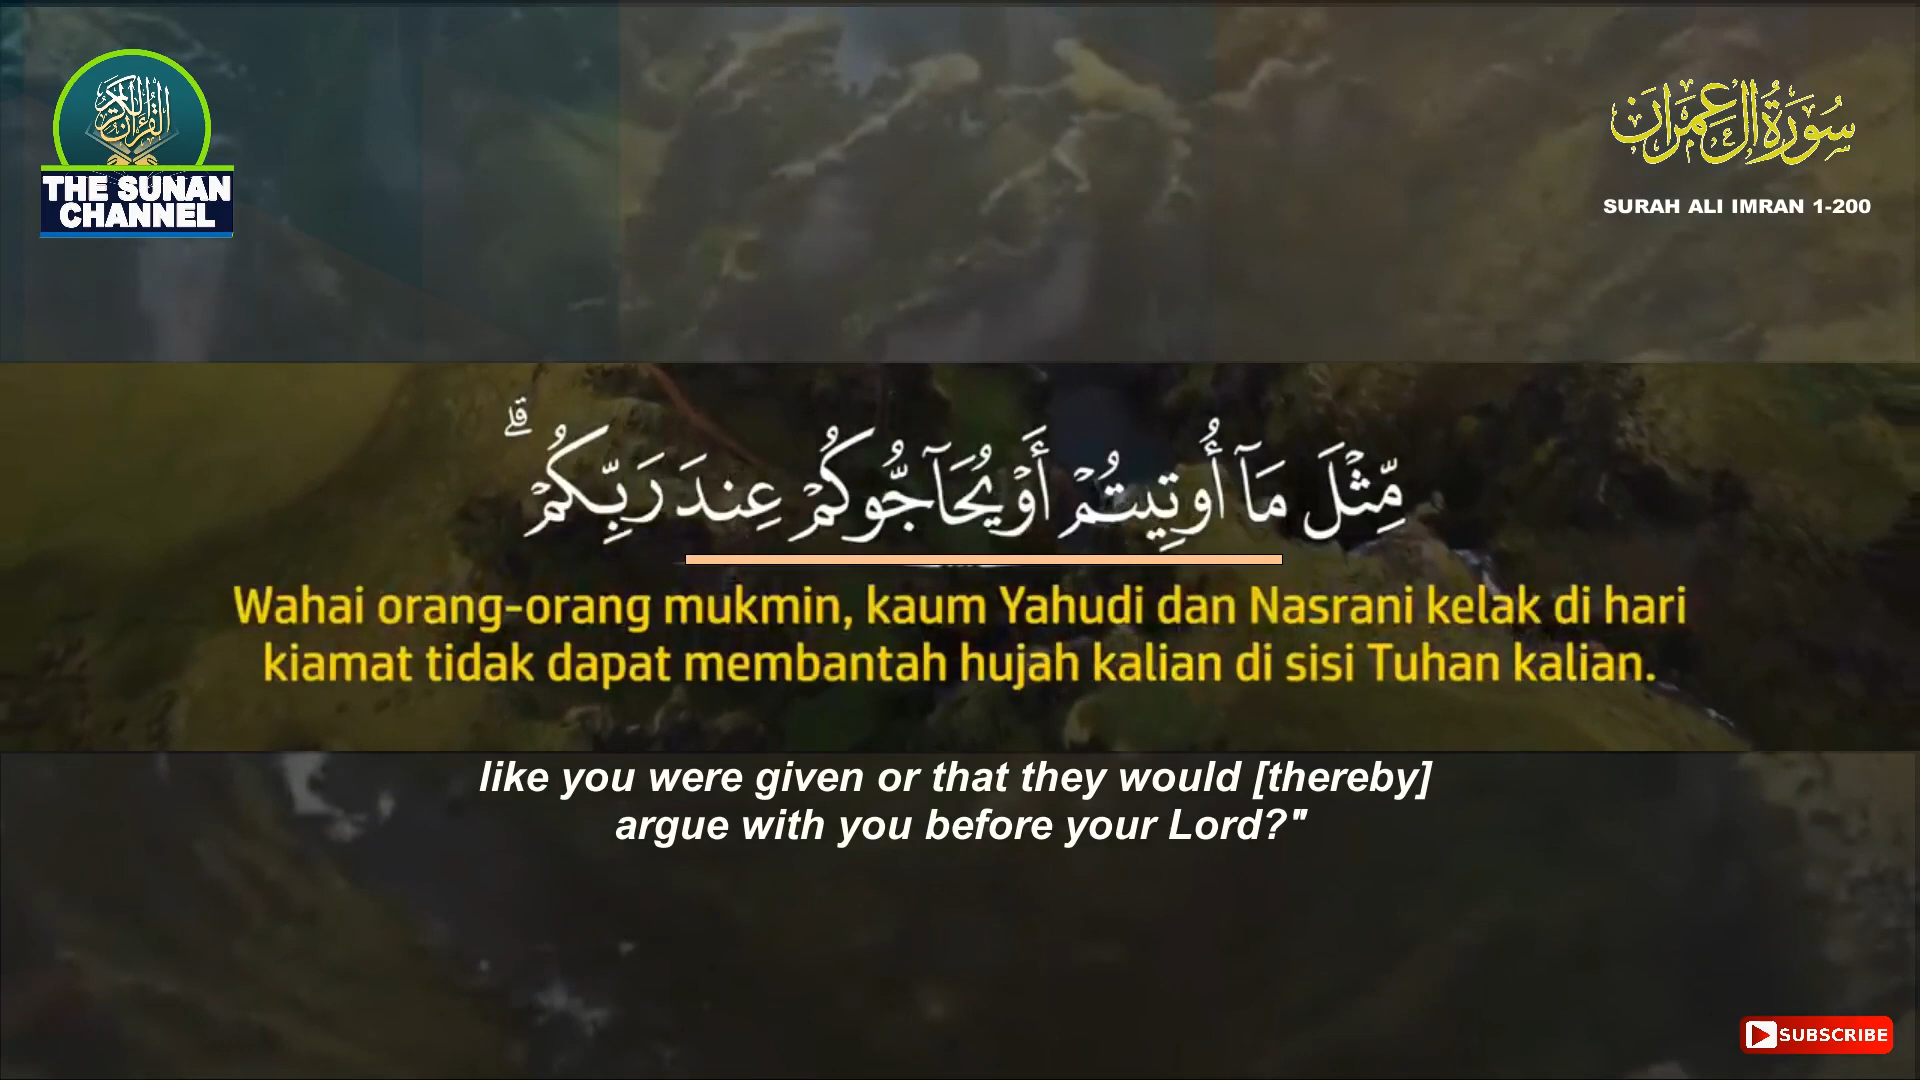 القرآن الكريم
THE SUNAN
CHANNEL
سُورَةُ اٰلِ عِمْرَان
SURAH ALI IMRAN 1-200
مِّثْلَ مَآ أُوتِيتُمْ أَوْ يُحَآجُّوكُمْ عِندَ رَبِّكُمْ ۗ
Wahai orang-orang mukmin, kaum Yahudi dan Nasrani kelak di hari
kiamat tidak dapat membantah hujah kalian di sisi Tuhan kalian.
like you were given or that they would [thereby]
argue with you before your Lord?"
SUBSCRIBE